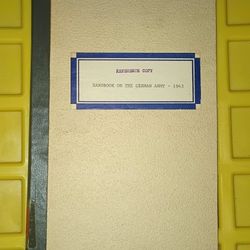 REFERENCE COPY
HANDBOOK ON THE GERMAN ARMY - 1943